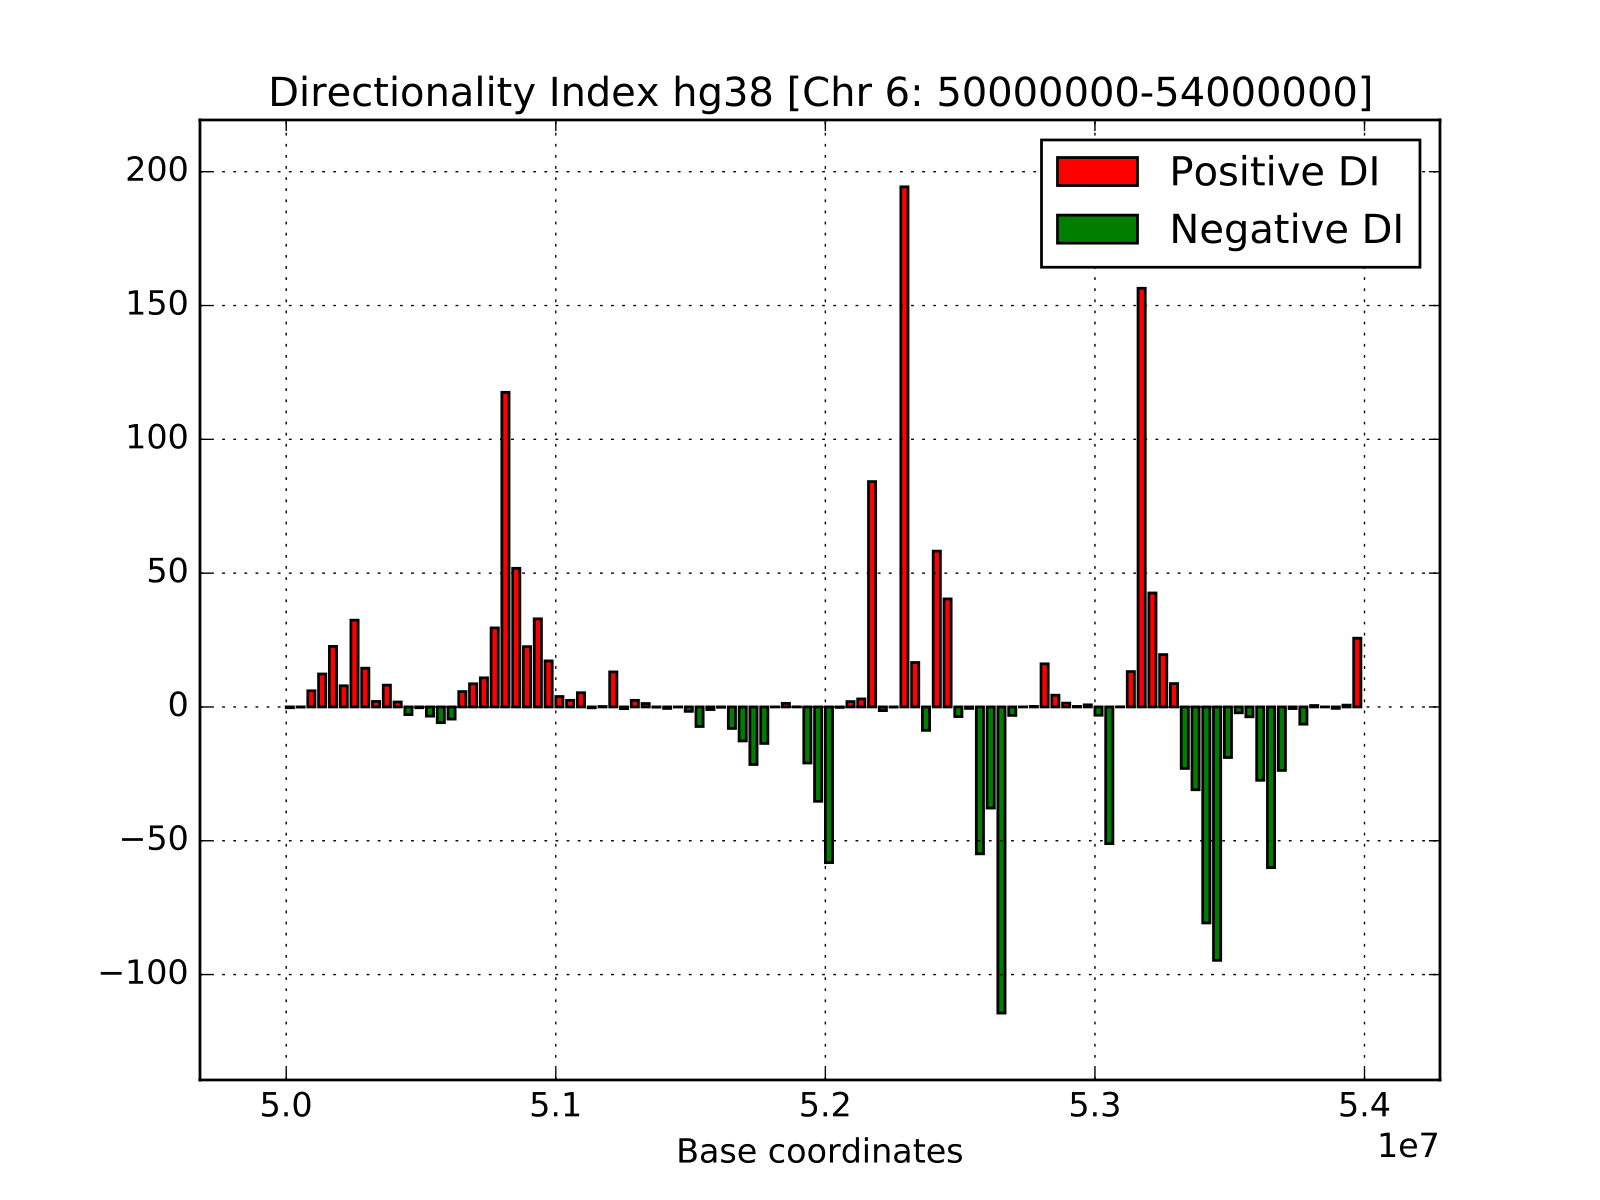 Directionality Index hg38 [Chr 6: 50000000-54000000]
Positive DI
Negative DI
200
150
100
50
0
−50
−100
5.0 5.1 5.2 5.3 5.4
1e7
Base coordinates